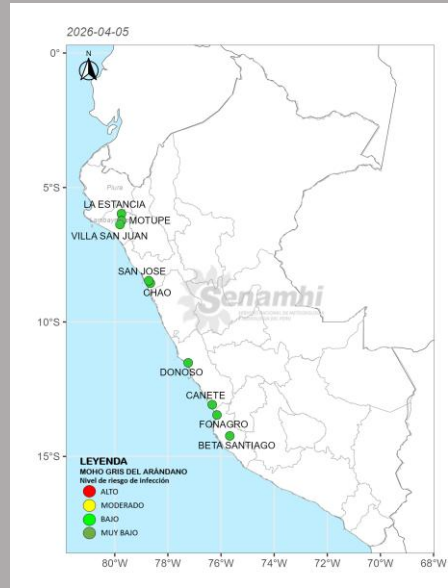 2026-04-05
N
0°
5°S
10°S
15°S
Piura
LA ESTANCIA
MOTUPE
VILLA SAN JUAN
SAN JOSE
CHAO
Senamhi
DONOSO
CANETE
FONAGRO
BETA SANTIAGO
LEYENDA
MOHO GRIS DEL ARÁNDANO
Nivel de riesgo de infección
ALTO
MODERADO
BAJO
MUY BAJO
80°W
78°W
76°W
74°W
72°W
70°W
68°W